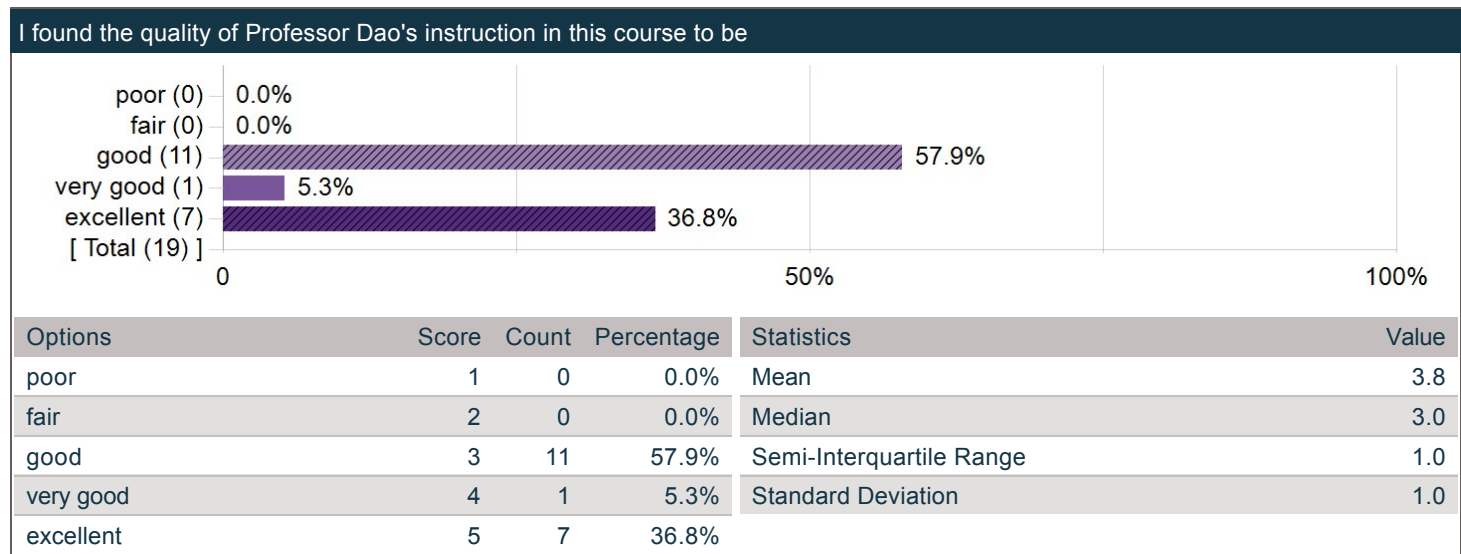 I found the quality of Professor Dao's instruction in this course to be
poor (0) 0.0%
fair (0) 0.0%
good (11) 57.9%
very good (1) 5.3%
excellent (7) 36.8%
[ Total (19) ]
0 50% 100%
Options Score Count Percentage Statistics Value
poor 1 0 0.0% Mean 3.8
fair 2 0 0.0% Median 3.0
good 3 11 57.9% Semi-Interquartile Range 1.0
very good 4 1 5.3% Standard Deviation 1.0
excellent 5 7 36.8%